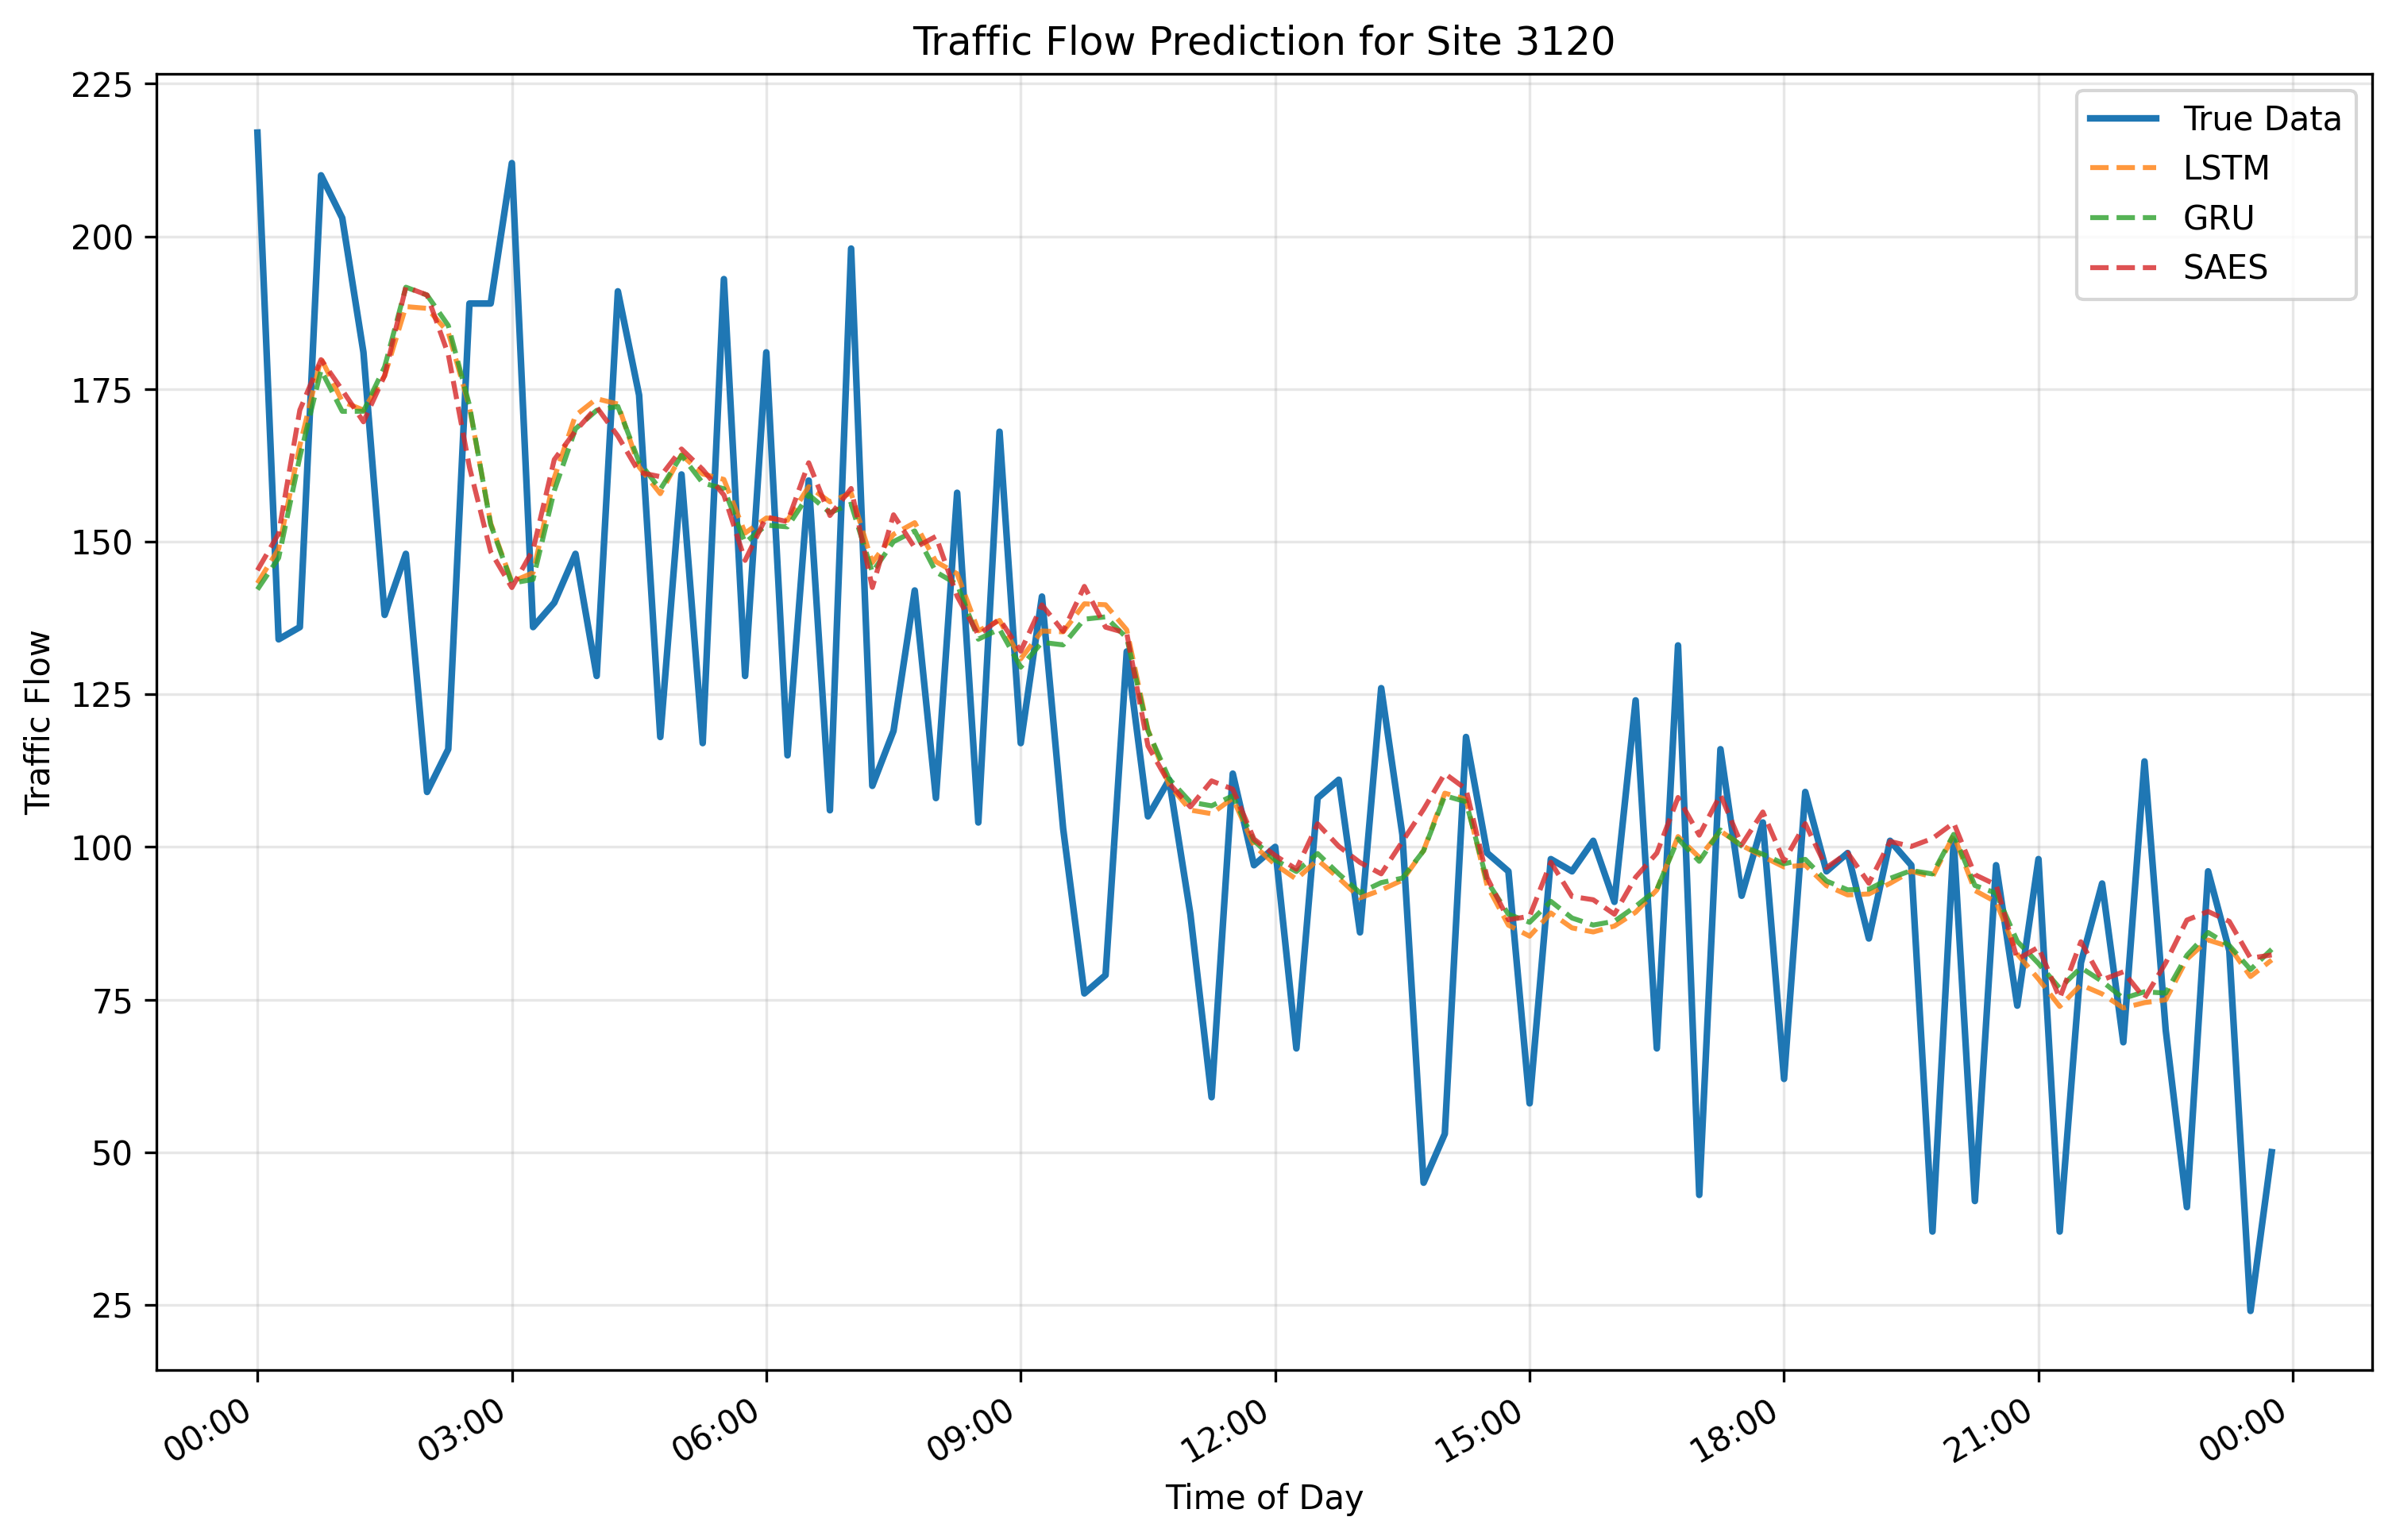 Traffic Flow Prediction for Site 3120
225
200
175
150
125
100
75
50
25
Traffic Flow
True Data
LSTM
GRU
SAES
00:00
03:00
06:00
09:00
12:00
15:00
18:00
21:00
00:00
Time of Day